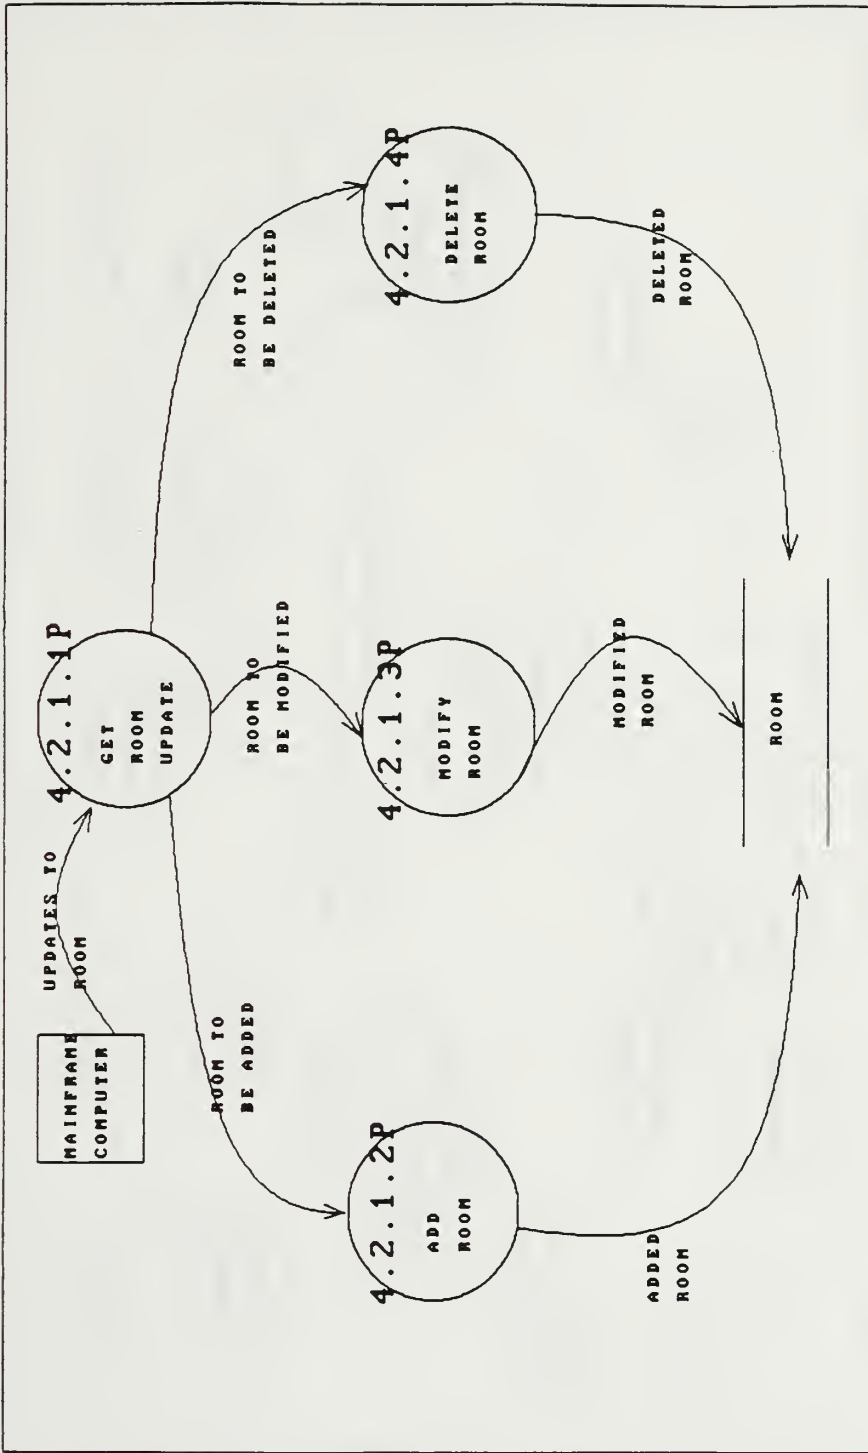 MAINFRAME
COMPUTER
UPDATES TO
ROOM
4.2.1.1P
GET
ROOM
UPDATE
ROOM TO
BE ADDED
ROOM TO
BE MODIFIED
ROOM TO
BE DELETED
4.2.1.2P
ADD
ROOM
4.2.1.3P
MODIFY
ROOM
4.2.1.4P
DELETE
ROOM
ADDED
ROOM
MODIFIED
ROOM
DELETED
ROOM
ROOM